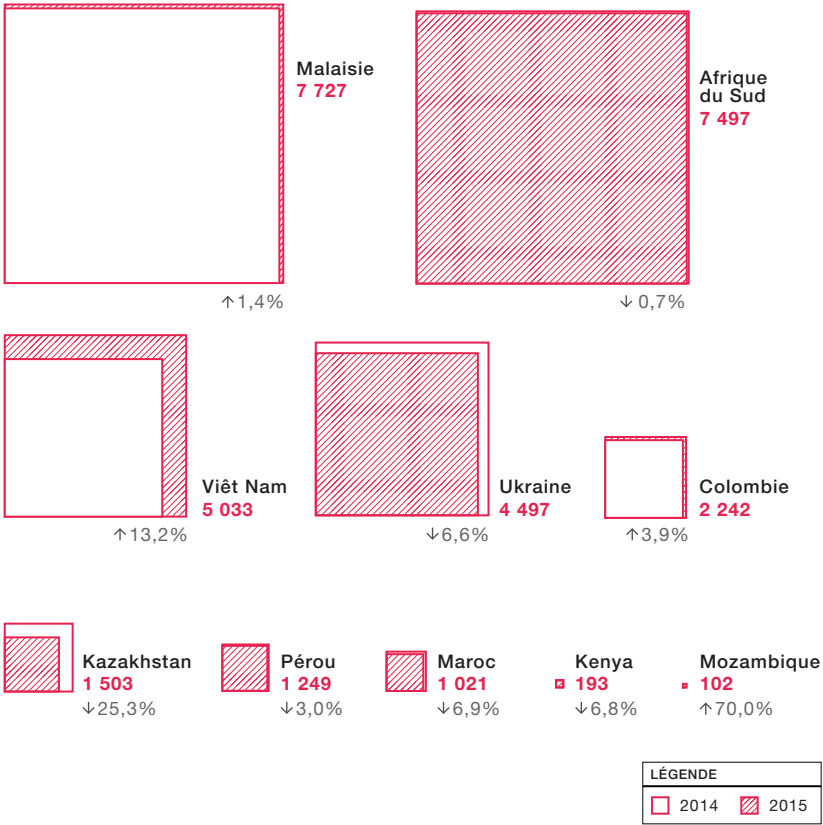 Malaisie
7 727
↑1,4%
Afrique
du Sud
7 497
↓ 0,7%
Viêt Nam
5 033
↑13,2%
Ukraine
4 497
↓6,6%
Colombie
2 242
↑3,9%
Kazakhstan
1 503
↓25,3%
Pérou
1 249
↓3,0%
Maroc
1 021
↓6,9%
Kenya
193
↓6,8%
Mozambique
102
↑70,0%
LÉGENDE
2014
2015